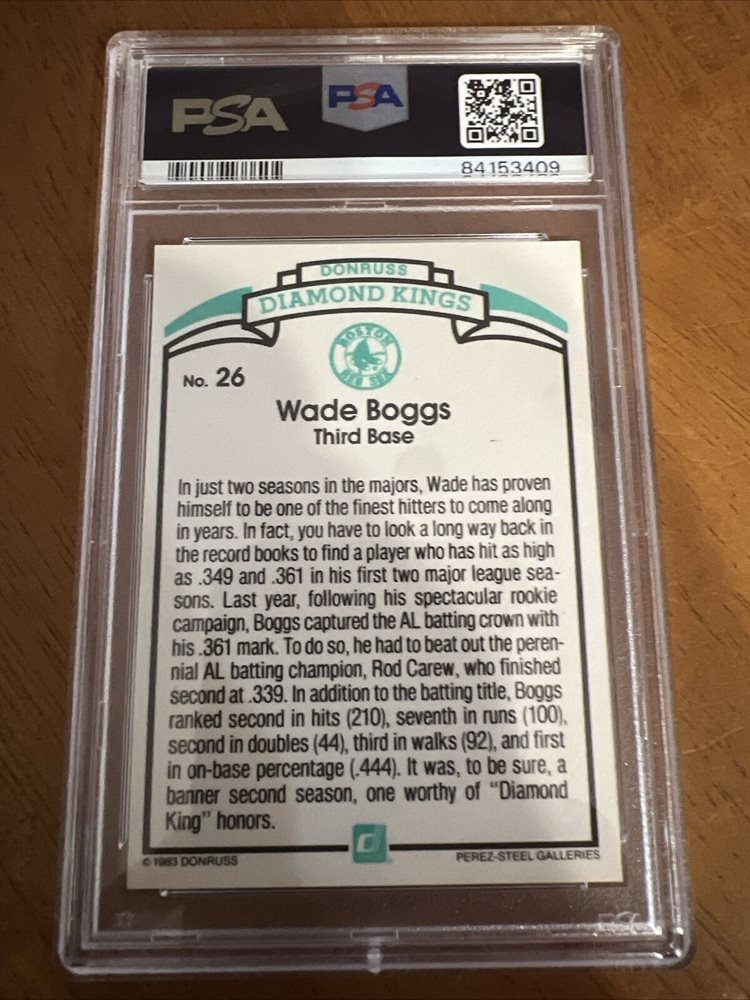 PSA
PSA
84153409
DONRUSS
DIAMOND KINGS
BOSTON
RED SOX
No. 26
Wade Boggs
Third Base
In just two seasons in the majors, Wade has proven
himself to be one of the finest hitters to come along
in years. In fact, you have to look a long way back in
the record books to find a player who has hit as high
as .349 and .361 in his first two major league sea-
sons. Last year, following his spectacular rookie
campaign, Boggs captured the AL batting crown with
his .361 mark. To do so, he had to beat out the peren-
nial AL batting champion, Rod Carew, who finished
second at .339. In addition to the batting title, Boggs
ranked second in hits (210), seventh in runs (100),
second in doubles (44), third in walks (92), and first
in on-base percentage (.444). It was, to be sure, a
banner second season, one worthy of "Diamond
King" honors.
d
© 1983 DONRUSS
PEREZ-STEEL GALLERIES